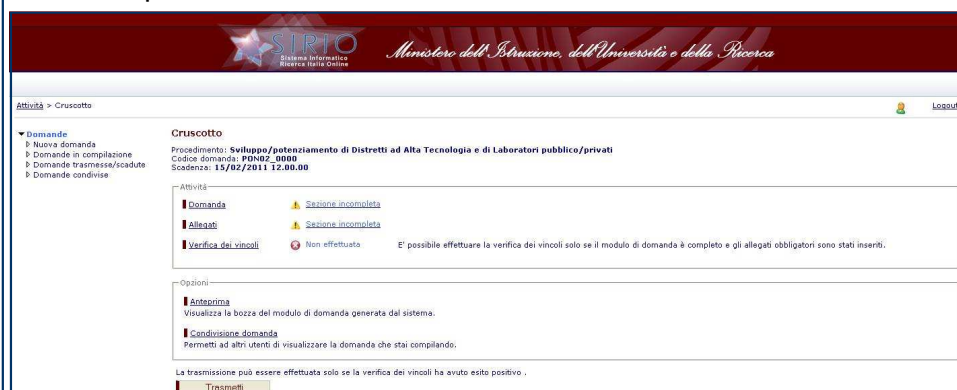 SIRIO
Sistema Informatico
Ricerca Italia Online
Ministero dell'Istruzione, dell'Università e della Ricerca
Attività > Cruscotto
Logout
Domande
Nuova domanda
Domande in compilazione
Domande trasmesse/scadute
Domande condivise
Cruscotto
Procedimento: Sviluppo/potenziamento di Distretti ad Alta Tecnologia e di Laboratori pubblico/privati
Codice domanda: PON02_0000
Scadenza: 15/02/2011 12.00.00
Attività
Domanda Sezione incompleta
Allegati Sezione incompleta
Verifica dei vincoli Non effettuata E' possibile effettuare la verifica dei vincoli solo se il modulo di domanda è completo e gli allegati obbligatori sono stati inseriti.
Opzioni
Anteprima
Visualizza la bozza del modulo di domanda generata dal sistema.
Condivisione domanda
Permetti ad altri utenti di visualizzare la domanda che stai compilando.
La trasmissione può essere effettuata solo se la verifica dei vincoli ha avuto esito positivo .
Trasmetti